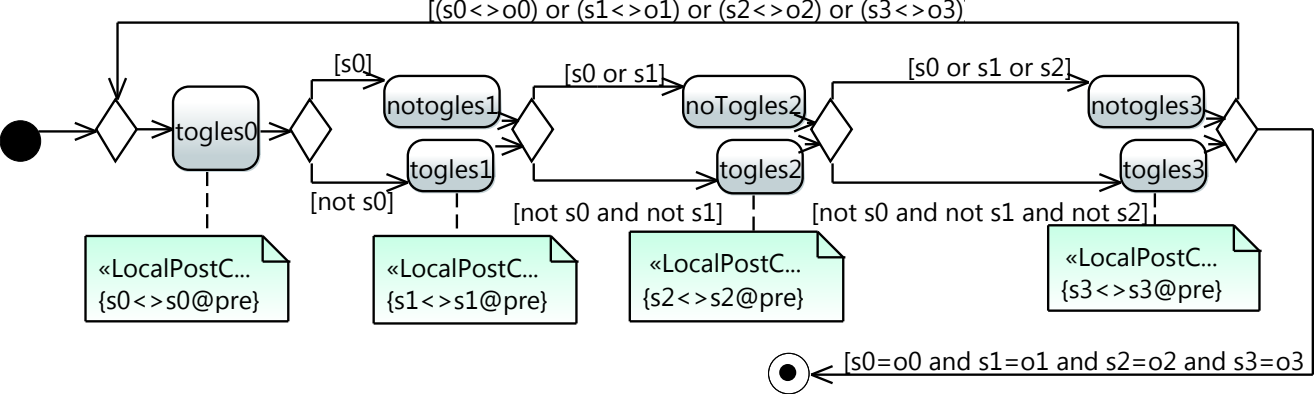 [(s0<>o0) or (s1<>o1) or (s2<>o2) or (s3<>o3)
[s0]
[s0 or s1]
[s0 or s1 or s2]
togles0
notogles1
togles1
noTogles2
togles2
notogles3
togles3
[not s0]
[not s0 and not s1]
[not s0 and not s1 and not s2]
«LocalPostC...
{s0<>s0@pre}
«LocalPostC...
{s1<>s1@pre}
«LocalPostC...
{s2<>s2@pre}
«LocalPostC...
{s3<>s3@pre}
[s0=o0 and s1=o1 and s2=o2 and s3=o3